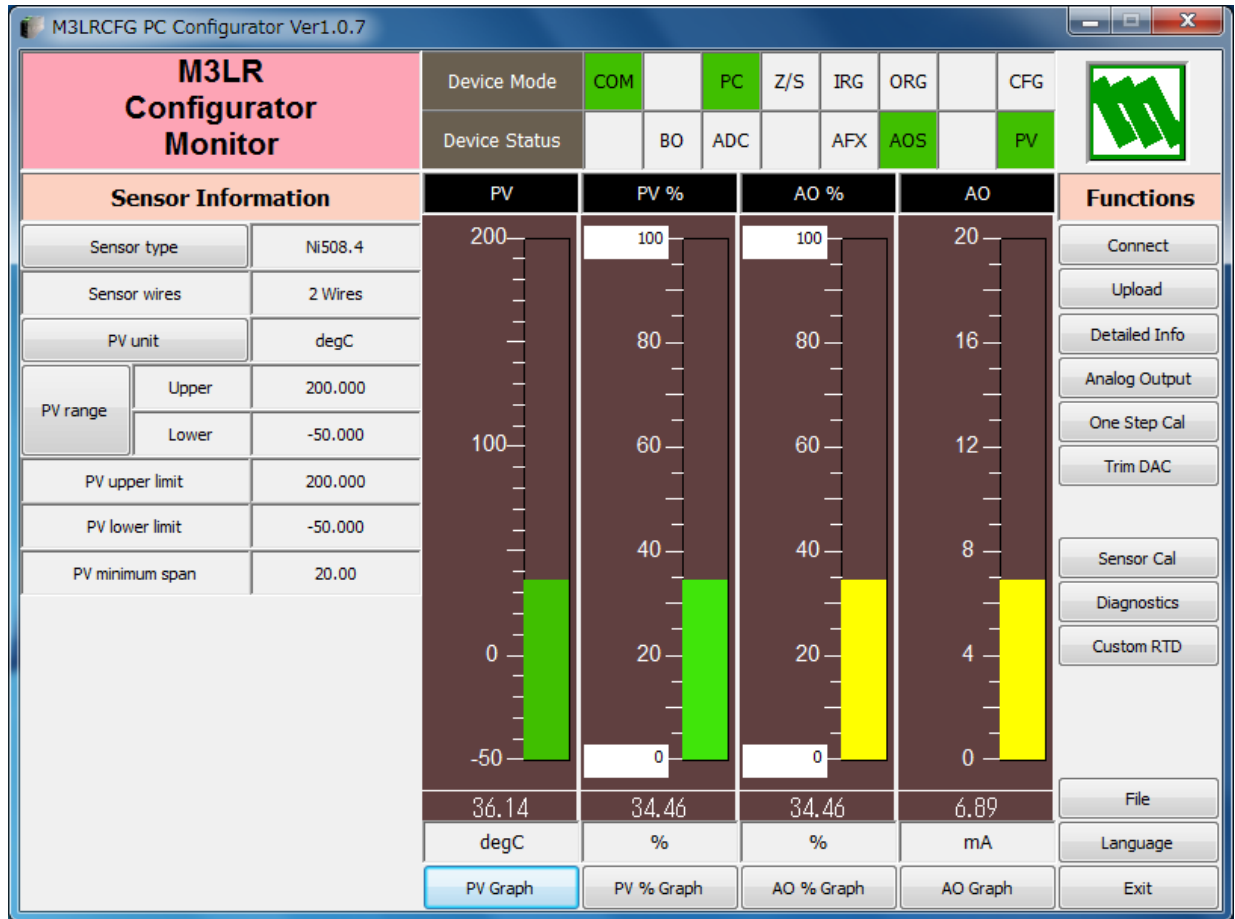 M3LRCFG PC Configurator Ver1.0.7
M3LR
Configurator
Monitor
Device Mode
COM
PC
Z/S
IRG
ORG
CFG
Device Status
BO
ADC
AFX
AOS
PV
Sensor Information
Sensor type
Ni508.4
Sensor wires
2 Wires
PV unit
degC
PV range
Upper
200.000
Lower
-50.000
PV upper limit
200.000
PV lower limit
-50.000
PV minimum span
20.00
PV
200
100
0
-50
36.14
degC
PV Graph
PV %
100
80
60
40
20
0
34.46
%
PV % Graph
AO %
100
80
60
40
20
0
34.46
%
AO % Graph
AO
20
16
12
8
4
0
6.89
mA
AO Graph
Functions
Connect
Upload
Detailed Info
Analog Output
One Step Cal
Trim DAC
Sensor Cal
Diagnostics
Custom RTD
File
Language
Exit